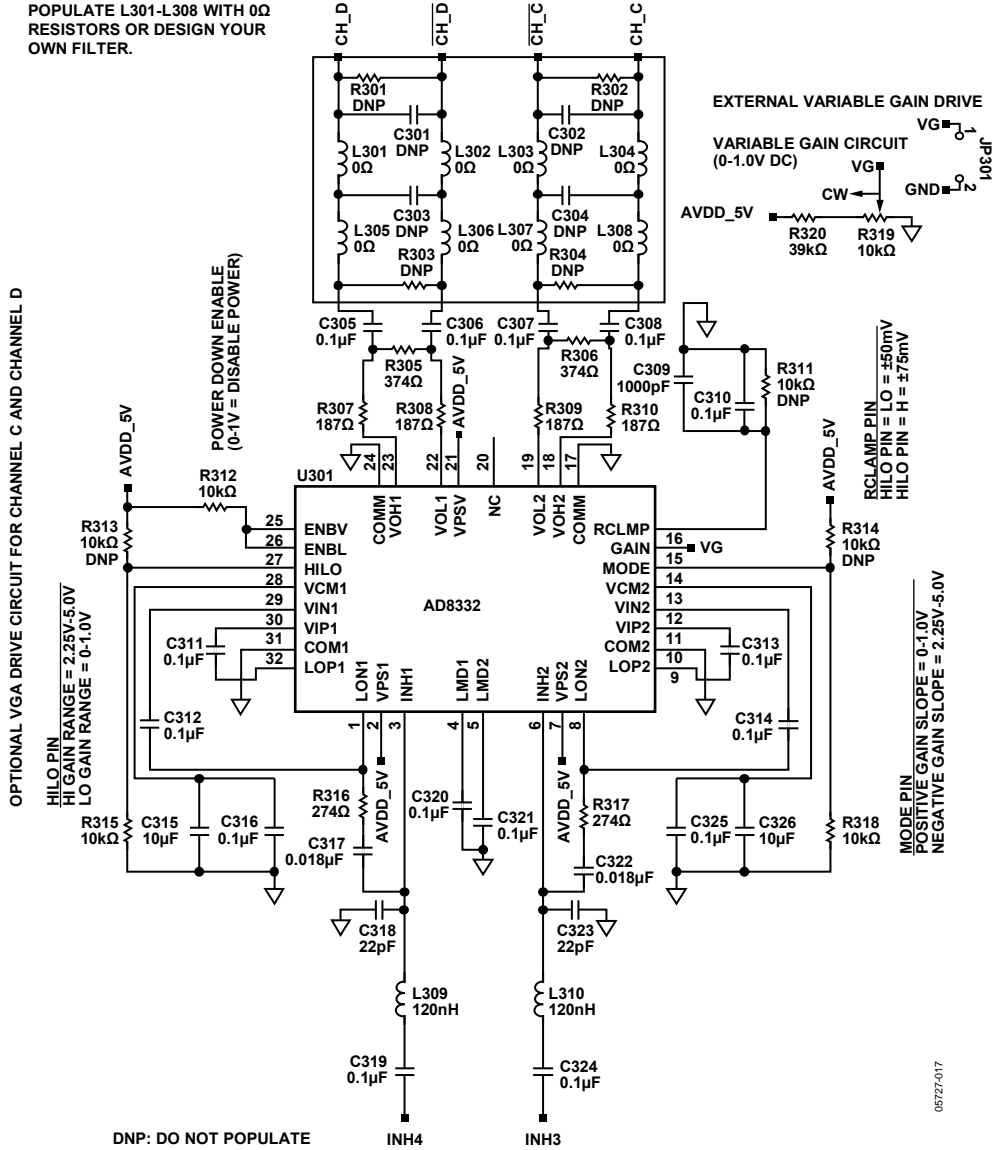 POPULATE L301-L308 WITH 0Ω
RESISTORS OR DESIGN YOUR
OWN FILTER.
CH_D
CH_D
CH_C
CH_C
R301
DNP
R302
DNP
C301
DNP
C302
DNP
L301
0Ω
L302
0Ω
L303
0Ω
L304
0Ω
C303
DNP
C304
DNP
L305
0Ω
L306
0Ω
L307
0Ω
L308
0Ω
R303
DNP
R304
DNP
EXTERNAL VARIABLE GAIN DRIVE
VG
1
JP301
2
GND
VARIABLE GAIN CIRCUIT
(0-1.0V DC)
VG
CW
AVDD_5V
R320
39kΩ
R319
10kΩ
OPTIONAL VGA DRIVE CIRCUIT FOR CHANNEL C AND CHANNEL D
POWER DOWN ENABLE
(0-1V = DISABLE POWER)
C305
0.1µF
C306
0.1µF
C307
0.1µF
C308
0.1µF
R305
374Ω
R306
374Ω
R307
187Ω
R308
187Ω
AVDD_5V
R309
187Ω
R310
187Ω
C309
1000pF
C310
0.1µF
R311
10kΩ
DNP
RCLAMP PIN
HILO PIN = LO = ±50mV
HILO PIN = H = ±75mV
AVDD_5V
AVDD_5V
R312
10kΩ
R313
10kΩ
DNP
R314
10kΩ
DNP
U301
24
23
22
21
20
19
18
17
COMM
VOH1
VOL1
VPSV
NC
VOL2
VOH2
COMM
25
ENBV
26
ENBL
27
HILO
28
VCM1
29
VIN1
30
VIP1
31
COM1
32
LOP1
AD8332
RCLMP
16
GAIN
VG
15
MODE
14
VCM2
13
VIN2
12
VIP2
11
COM2
10
LOP2
9
LON1
VPS1
INH1
LMD1
LMD2
INH2
VPS2
LON2
1
2
3
4
5
6
7
8
C311
0.1µF
C313
0.1µF
C312
0.1µF
C314
0.1µF
HILO PIN
HI GAIN RANGE = 2.25V-5.0V
LO GAIN RANGE = 0-1.0V
MODE PIN
POSITIVE GAIN SLOPE = 0-1.0V
NEGATIVE GAIN SLOPE = 2.25V-5.0V
R315
10kΩ
C315
10µF
C316
0.1µF
R316
274Ω
AVDD_5V
C317
0.018µF
C320
0.1µF
C321
0.1µF
AVDD_5V
R317
274Ω
C322
0.018µF
C325
0.1µF
C326
10µF
R318
10kΩ
C318
22pF
C323
22pF
L309
120nH
L310
120nH
C319
0.1µF
C324
0.1µF
INH4
INH3
DNP: DO NOT POPULATE
05727-017